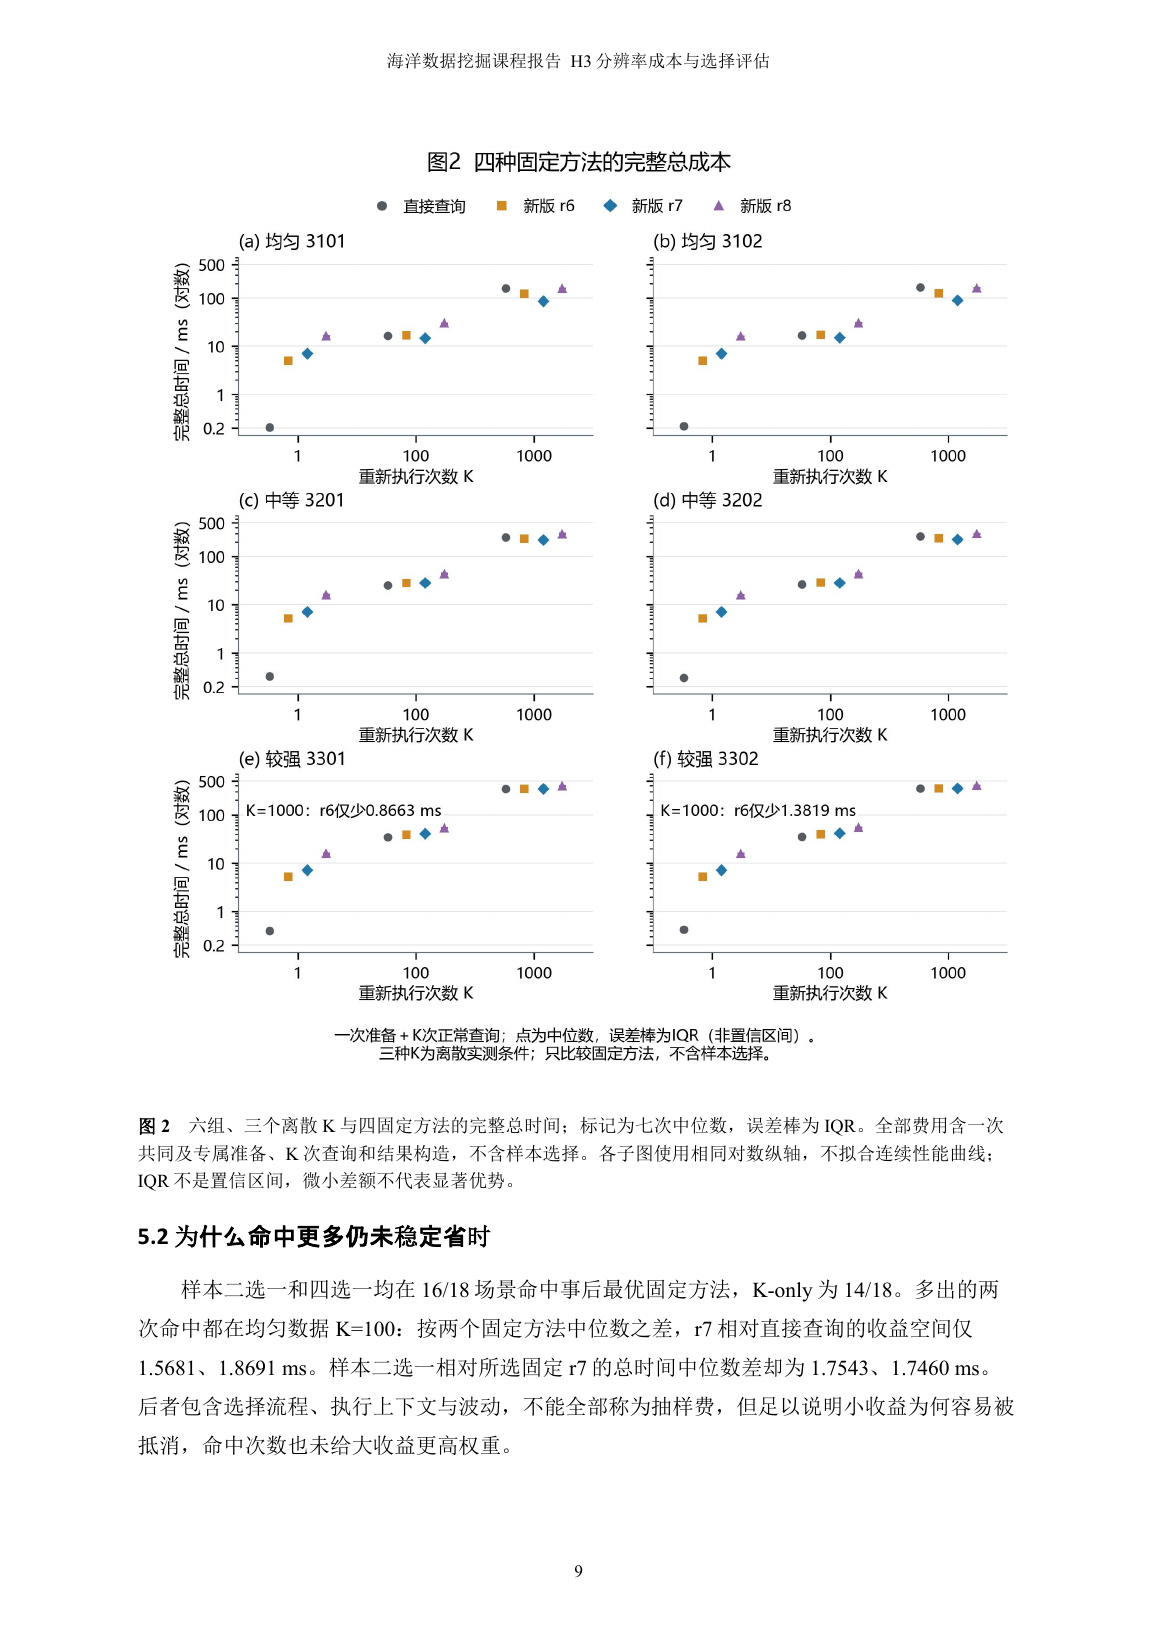 海洋数据挖掘课程报告 H3 分辨率成本与选择评估
图2 四种固定方法的完整总成本
直接查询 新版 r6 新版 r7 新版 r8
(a) 均匀 3101
(b) 均匀 3102
完整总时间 / ms（对数）
500
100
10
1
0.2
1 100 1000
1 100 1000
重新执行次数 K
重新执行次数 K
(c) 中等 3201
(d) 中等 3202
完整总时间 / ms（对数）
500
100
10
1
0.2
1 100 1000
1 100 1000
重新执行次数 K
重新执行次数 K
(e) 较强 3301
(f) 较强 3302
完整总时间 / ms（对数）
500
100
10
1
0.2
K=1000：r6仅少0.8663 ms
K=1000：r6仅少1.3819 ms
1 100 1000
1 100 1000
重新执行次数 K
重新执行次数 K
一次准备 + K次正常查询；点为中位数，误差棒为IQR（非置信区间）。
三种K为离散实测条件；只比较固定方法，不含样本选择。
图 2 六组、三个离散 K 与四固定方法的完整总时间；标记为七次中位数，误差棒为 IQR。全部费用含一次
共同及专属准备、K 次查询和结果构造，不含样本选择。各子图使用相同对数纵轴，不拟合连续性能曲线；
IQR 不是置信区间，微小差额不代表显著优势。
5.2 为什么命中更多仍未稳定省时
样本二选一和四选一均在 16/18 场景命中事后最优固定方法，K-only 为 14/18。多出的两
次命中都在均匀数据 K=100：按两个固定方法中位数之差，r7 相对直接查询的收益空间仅
1.5681、1.8691 ms。样本二选一相对所选固定 r7 的总时间中位数差却为 1.7543、1.7460 ms。
后者包含选择流程、执行上下文与波动，不能全部称为抽样费，但足以说明小收益为何容易被
抵消，命中次数也未给大收益更高权重。
9